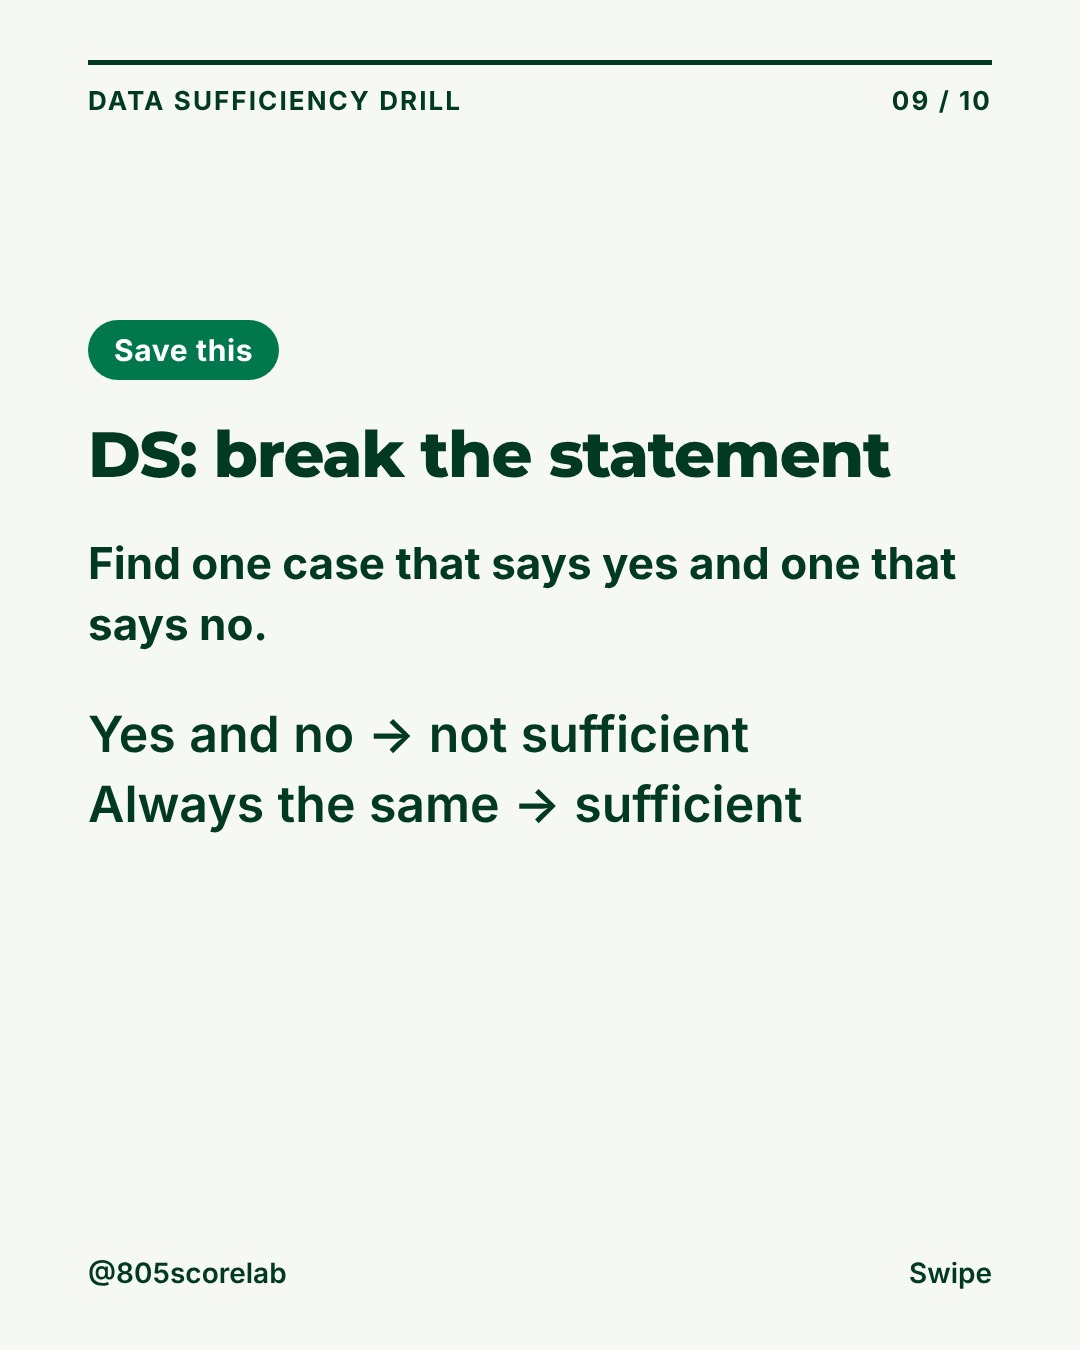 DATA SUFFICIENCY DRILL
09 / 10
Save this
DS: break the statement
Find one case that says yes and one that
says no.
Yes and no → not sufficient
Always the same → sufficient
@805scorelab
Swipe